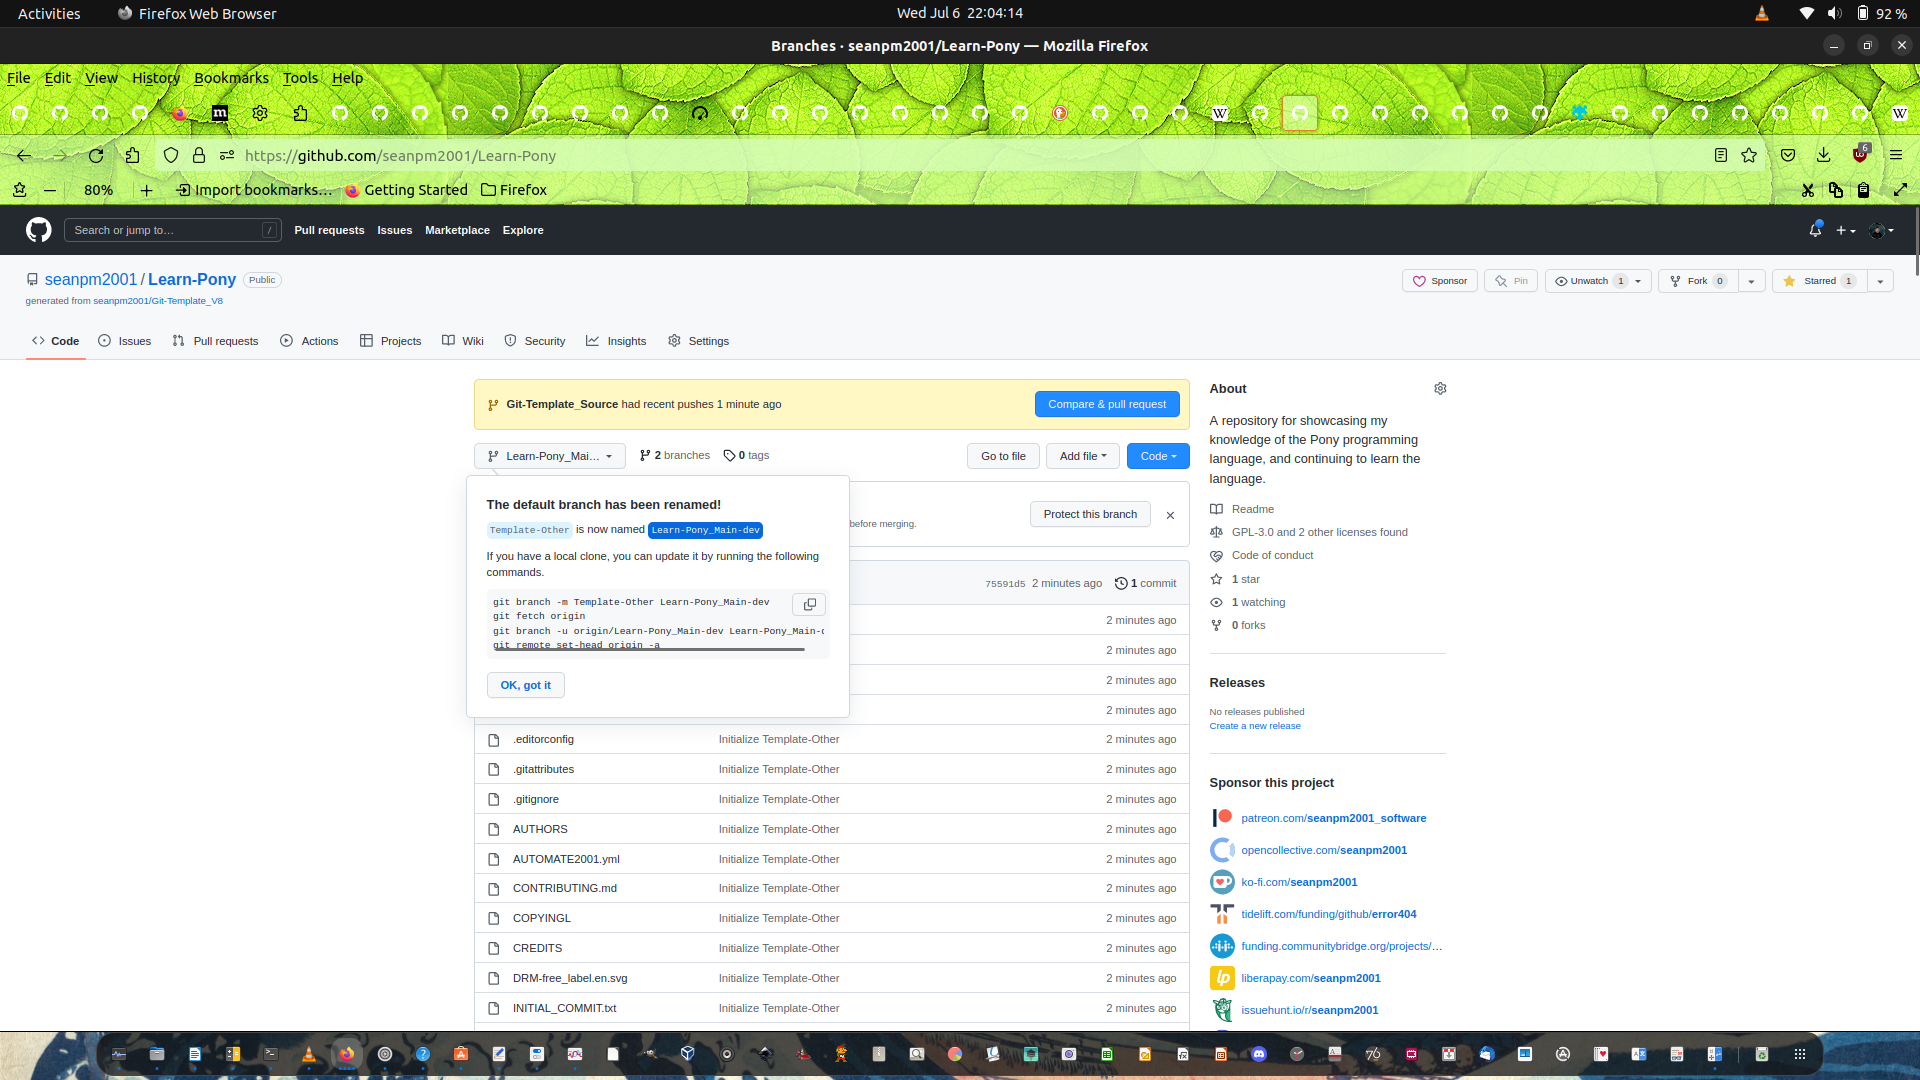 Activities
Firefox Web Browser
Wed Jul 6 22:04:14
92 %
Branches · seanpm2001/Learn-Pony — Mozilla Firefox
File Edit View History Bookmarks Tools Help
https://github.com/seanpm2001/Learn-Pony
6
80%
Import bookmarks…
Getting Started
Firefox
Search or jump to…
/
Pull requests
Issues
Marketplace
Explore
seanpm2001 / Learn-Pony
Public
Sponsor
Pin
Unwatch 1
Fork 0
Starred 1
generated from seanpm2001/Git-Template_V8
Code
Issues
Pull requests
Actions
Projects
Wiki
Security
Insights
Settings
Git-Template_Source had recent pushes 1 minute ago
Compare & pull request
Learn-Pony_Mai…
2 branches
0 tags
Go to file
Add file
Code
The default branch has been renamed!
Template-Other is now named Learn-Pony_Main-dev
If you have a local clone, you can update it by running the following
commands.
git branch -m Template-Other Learn-Pony_Main-dev
git fetch origin
git branch -u origin/Learn-Pony_Main-dev Learn-Pony_Main-d
git remote set-head origin -a
OK, got it
before merging.
Protect this branch
75591d5 2 minutes ago
1 commit
2 minutes ago
2 minutes ago
2 minutes ago
2 minutes ago
.editorconfig Initialize Template-Other 2 minutes ago
.gitattributes Initialize Template-Other 2 minutes ago
.gitignore Initialize Template-Other 2 minutes ago
AUTHORS Initialize Template-Other 2 minutes ago
AUTOMATE2001.yml Initialize Template-Other 2 minutes ago
CONTRIBUTING.md Initialize Template-Other 2 minutes ago
COPYINGL Initialize Template-Other 2 minutes ago
CREDITS Initialize Template-Other 2 minutes ago
DRM-free_label.en.svg Initialize Template-Other 2 minutes ago
INITIAL_COMMIT.txt Initialize Template-Other 2 minutes ago
About
A repository for showcasing my
knowledge of the Pony programming
language, and continuing to learn the
language.
Readme
GPL-3.0 and 2 other licenses found
Code of conduct
1 star
1 watching
0 forks
Releases
No releases published
Create a new release
Sponsor this project
patreon.com/seanpm2001_software
opencollective.com/seanpm2001
ko-fi.com/seanpm2001
tidelift.com/funding/github/error404
funding.communitybridge.org/projects/…
liberapay.com/seanpm2001
issuehunt.io/r/seanpm2001